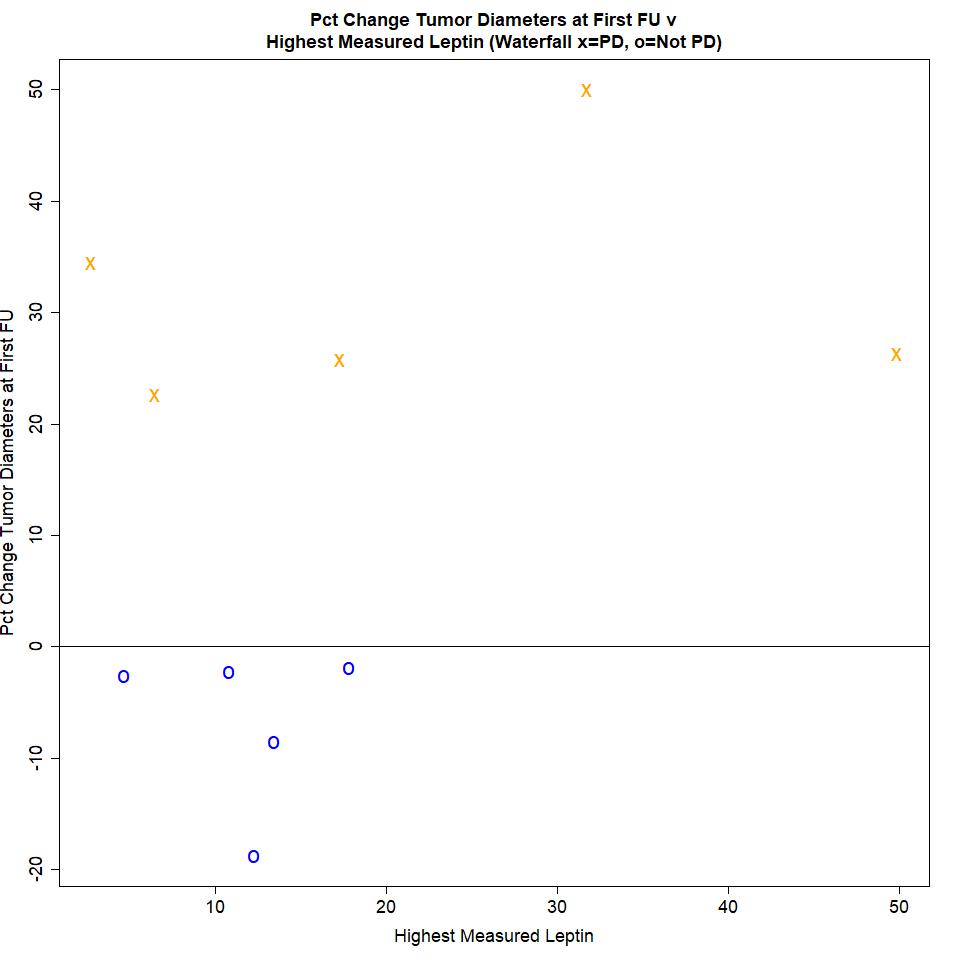 Pct Change Tumor Diameters at First FU v
Highest Measured Leptin (Waterfall x=PD, o=Not PD)
Pct Change Tumor Diameters at First FU
50
40
30
20
10
0
-10
-20
X
X
X
X
X
O
O
O
O
O
10
20
30
40
50
Highest Measured Leptin